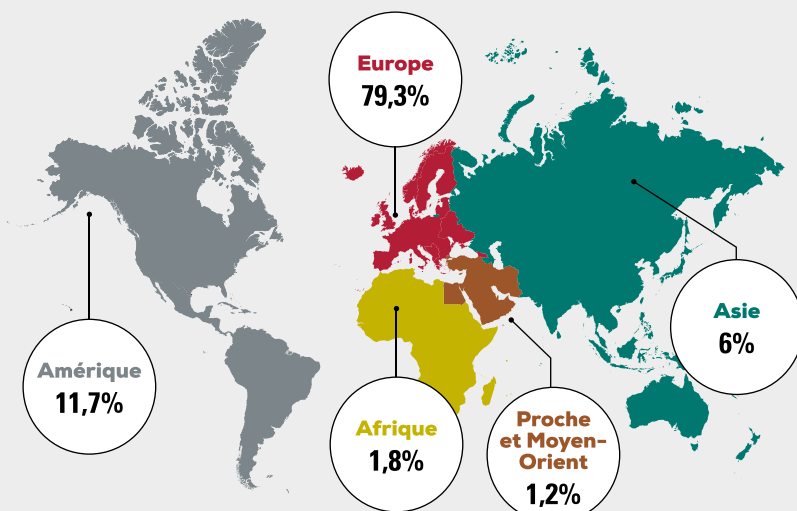 Europe
79,3%
Amérique
11,7%
Afrique
1,8%
Proche
et Moyen-
Orient
1,2%
Asie
6%